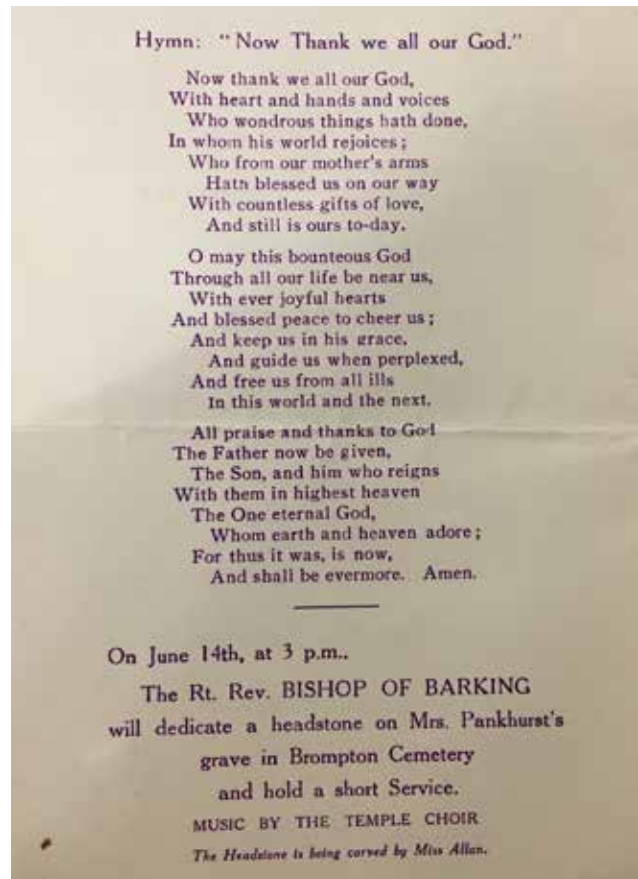 Hymn: "Now Thank we all our God."
Now thank we all our God,
With heart and hands and voices
Who wondrous things hath done,
In whom his world rejoices;
Who from our mother's arms
Hath blessed us on our way
With countless gifts of love,
And still is ours to-day.
O may this bounteous God
Through all our life be near us,
With ever joyful hearts
And blessed peace to cheer us;
And keep us in his grace,
And guide us when perplexed,
And free us from all ills
In this world and the next.
All praise and thanks to God
The Father now be given,
The Son, and him who reigns
With them in highest heaven
The One eternal God,
Whom earth and heaven adore;
For thus it was, is now,
And shall be evermore. Amen.
On June 14th, at 3 p.m..
The Rt. Rev. BISHOP OF BARKING
will dedicate a headstone on Mrs. Pankhurst's
grave in Brompton Cemetery
and hold a short Service.
MUSIC BY THE TEMPLE CHOIR
The Headstone is being carved by Miss Allan.